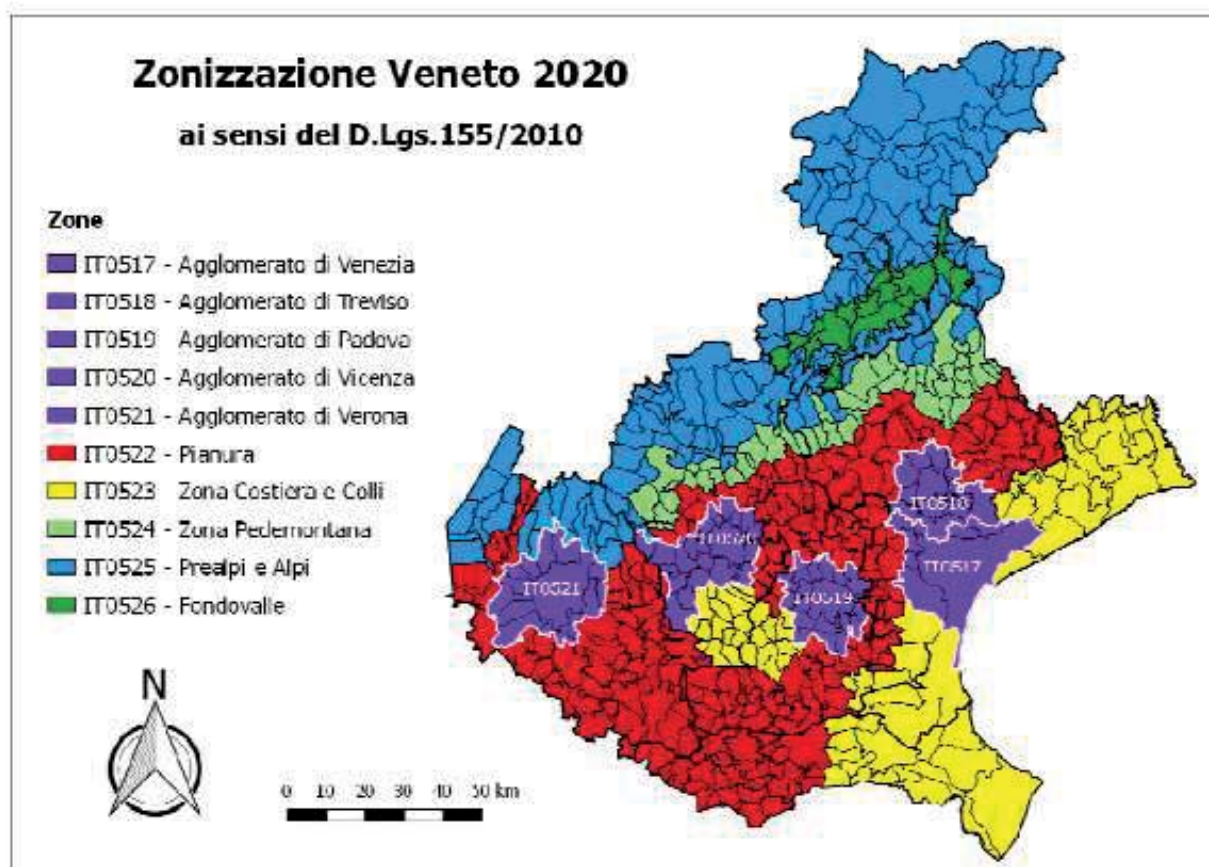 Zonizzazione Veneto 2020
ai sensi del D.Lgs.155/2010
Zone
IT0517 - Agglomerato di Venezia
IT0518 - Agglomerato di Treviso
IT0519 - Agglomerato di Padova
IT0520 - Agglomerato di Vicenza
IT0521 - Agglomerato di Verona
IT0522 - Pianura
IT0523 - Zona Costiera e Colli
IT0524 - Zona Pedemontana
IT0525 - Prealpi e Alpi
IT0526 - Fondovalle
IT0518
IT0520
IT0517
IT0521
IT0519
N
0 10 20 30 40 50 km